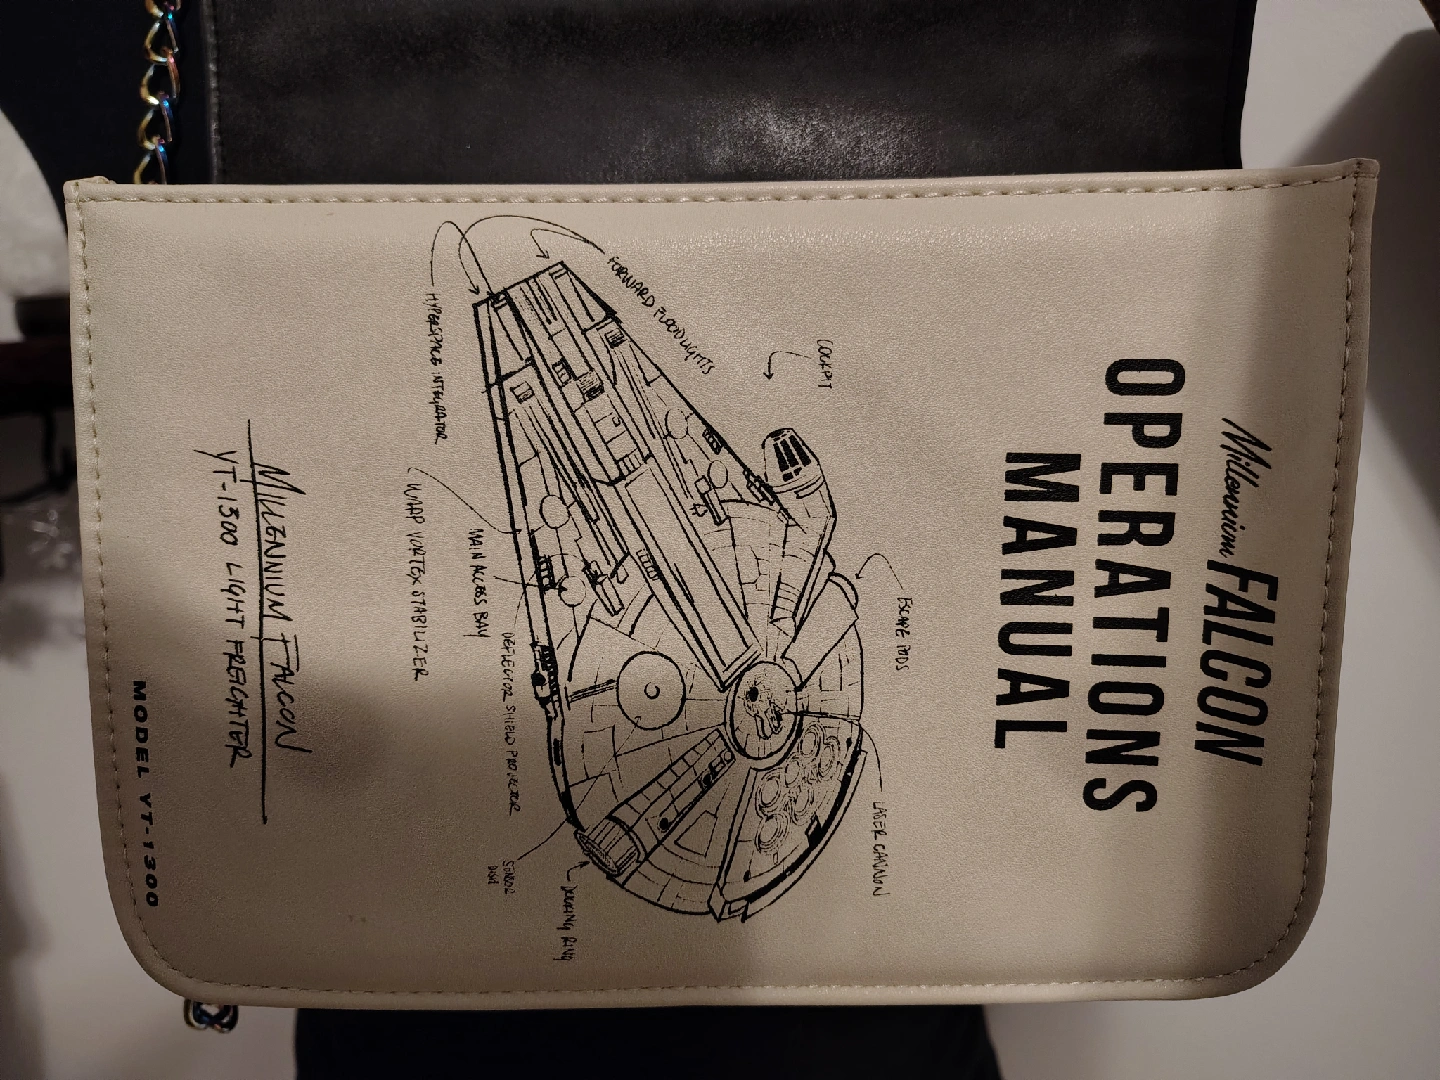 Millennium FALCON
OPERATIONS
MANUAL
COCKPIT
FORWARD FLOODLIGHTS
ESCAPE PODS
LASER CANNON
HYPERSPACE INTEGRATOR
WARP VORTEX STABILIZER
MAIN ACCESS BAY
DEFLECTOR SHIELD PROJECTOR
SENSOR
DOCKING RING
MILLENNIUM FALCON
YT-1300 LIGHT FREIGHTER
MODEL YT-1300